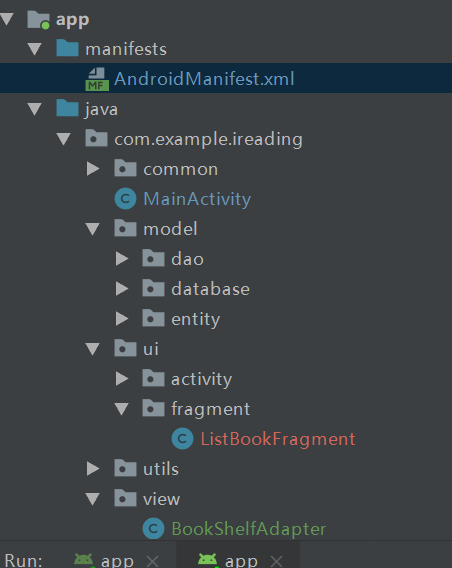 app
manifests
MF AndroidManifest.xml
java
com.example.ireading
common
C MainActivity
model
dao
database
entity
ui
activity
fragment
C ListBookFragment
utils
view
C BookShelfAdapter
Run: app × app ×